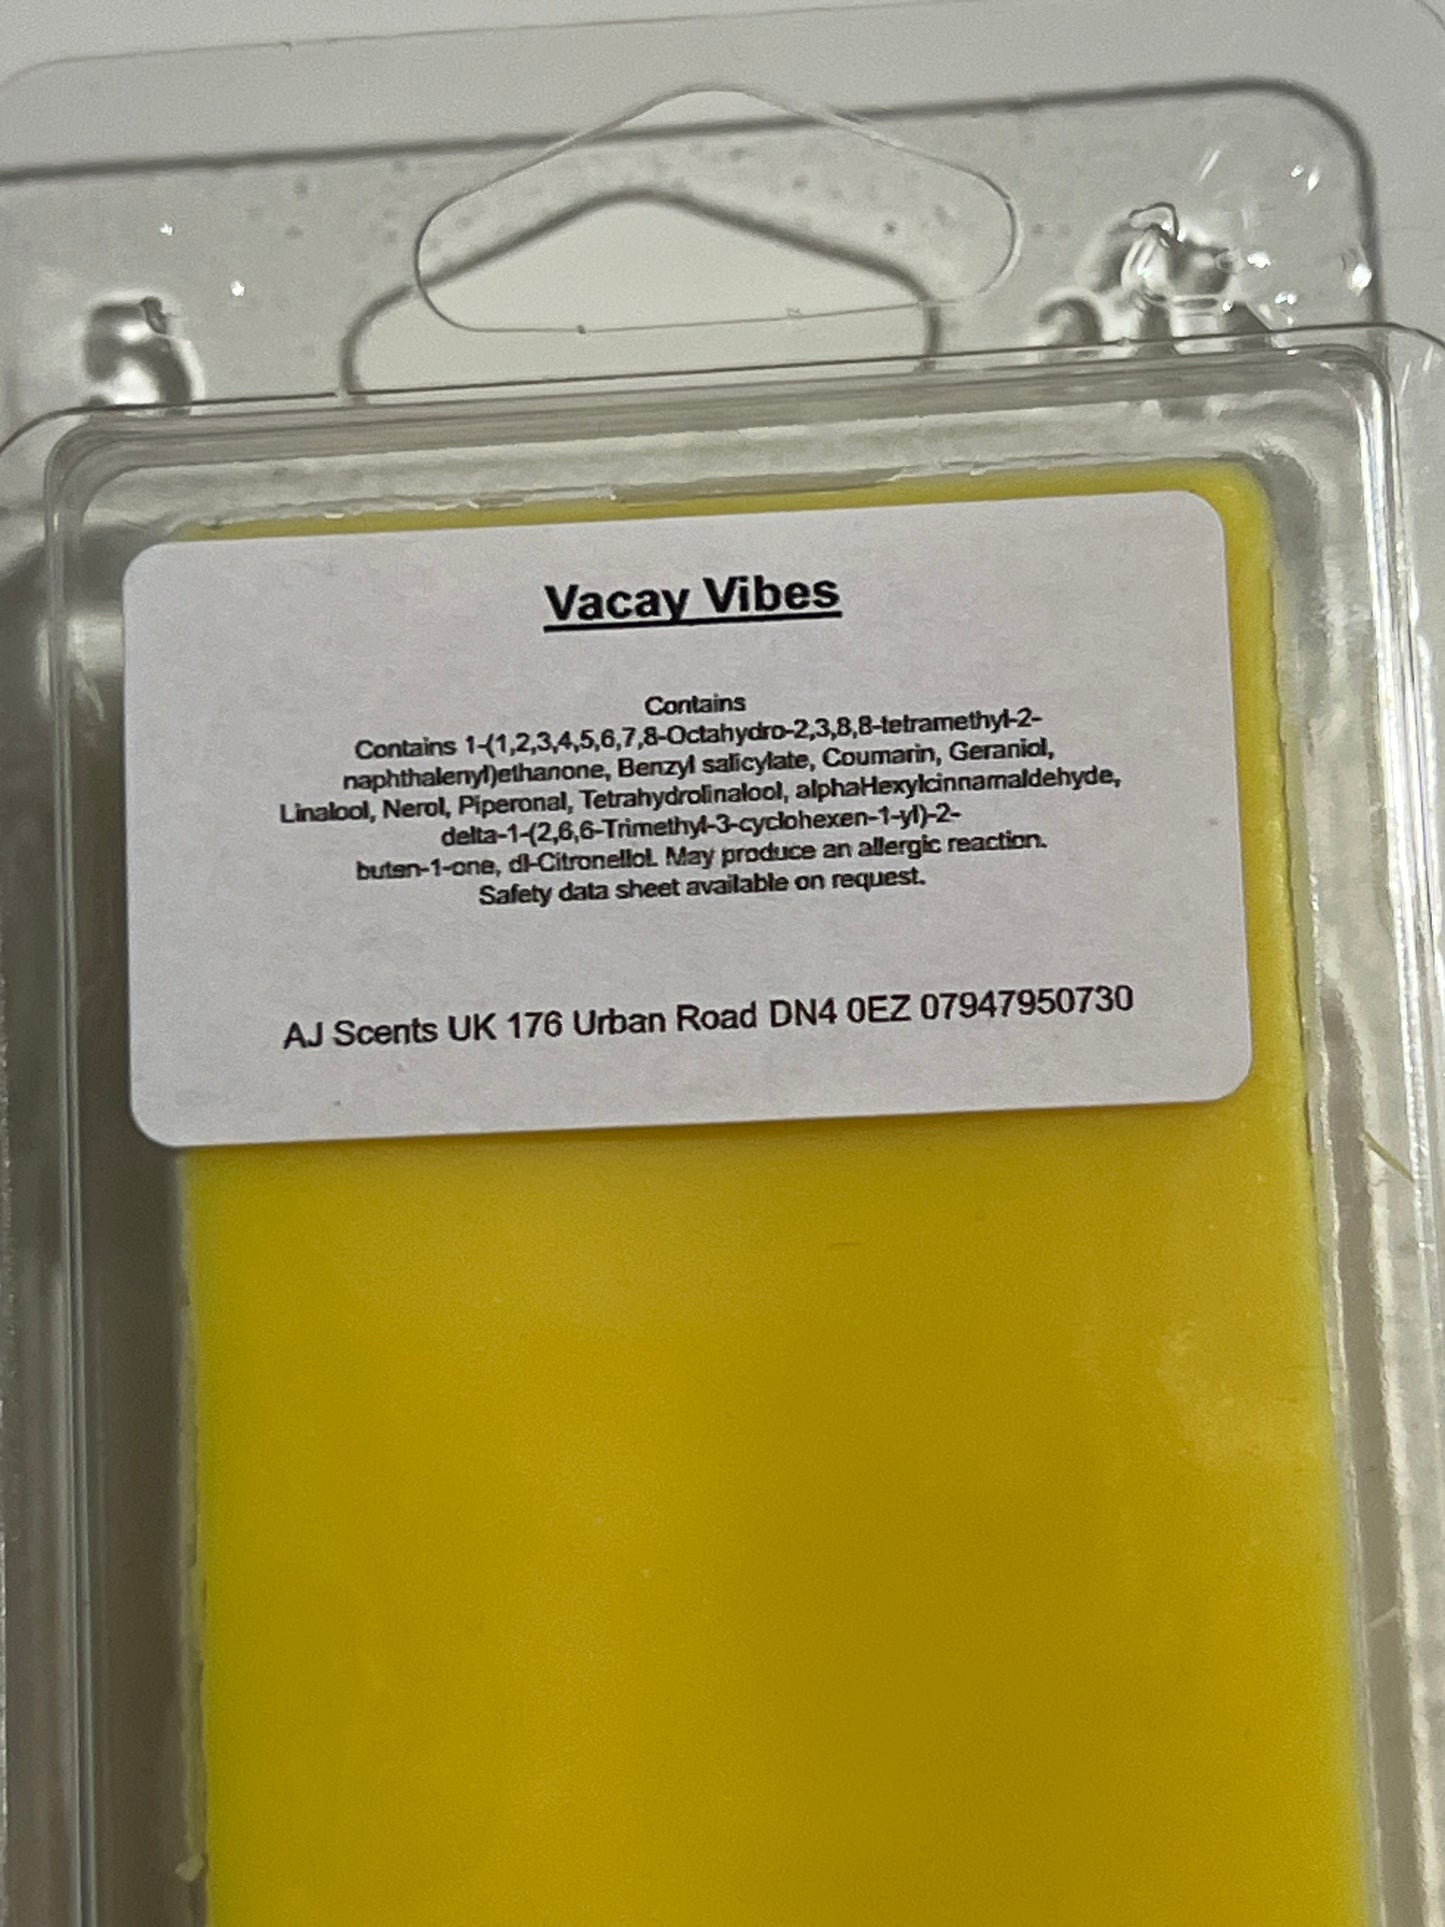 Vacay Vibes
Contains
Contains 1-(1,2,3,4,5,6,7,8-Octahydro-2,3,8,8-tetramethyl-2-
naphthalenyl)ethanone, Benzyl salicylate, Coumarin, Geraniol,
Linalool, Nerol, Piperonal, Tetrahydrolinalool, alphaHexylcinnamaldehyde,
delta-1-(2,6,6-Trimethyl-3-cyclohexen-1-yl)-2-
buten-1-one, dl-Citronellol. May produce an allergic reaction.
Safety data sheet available on request.
AJ Scents UK 176 Urban Road DN4 0EZ 07947950730